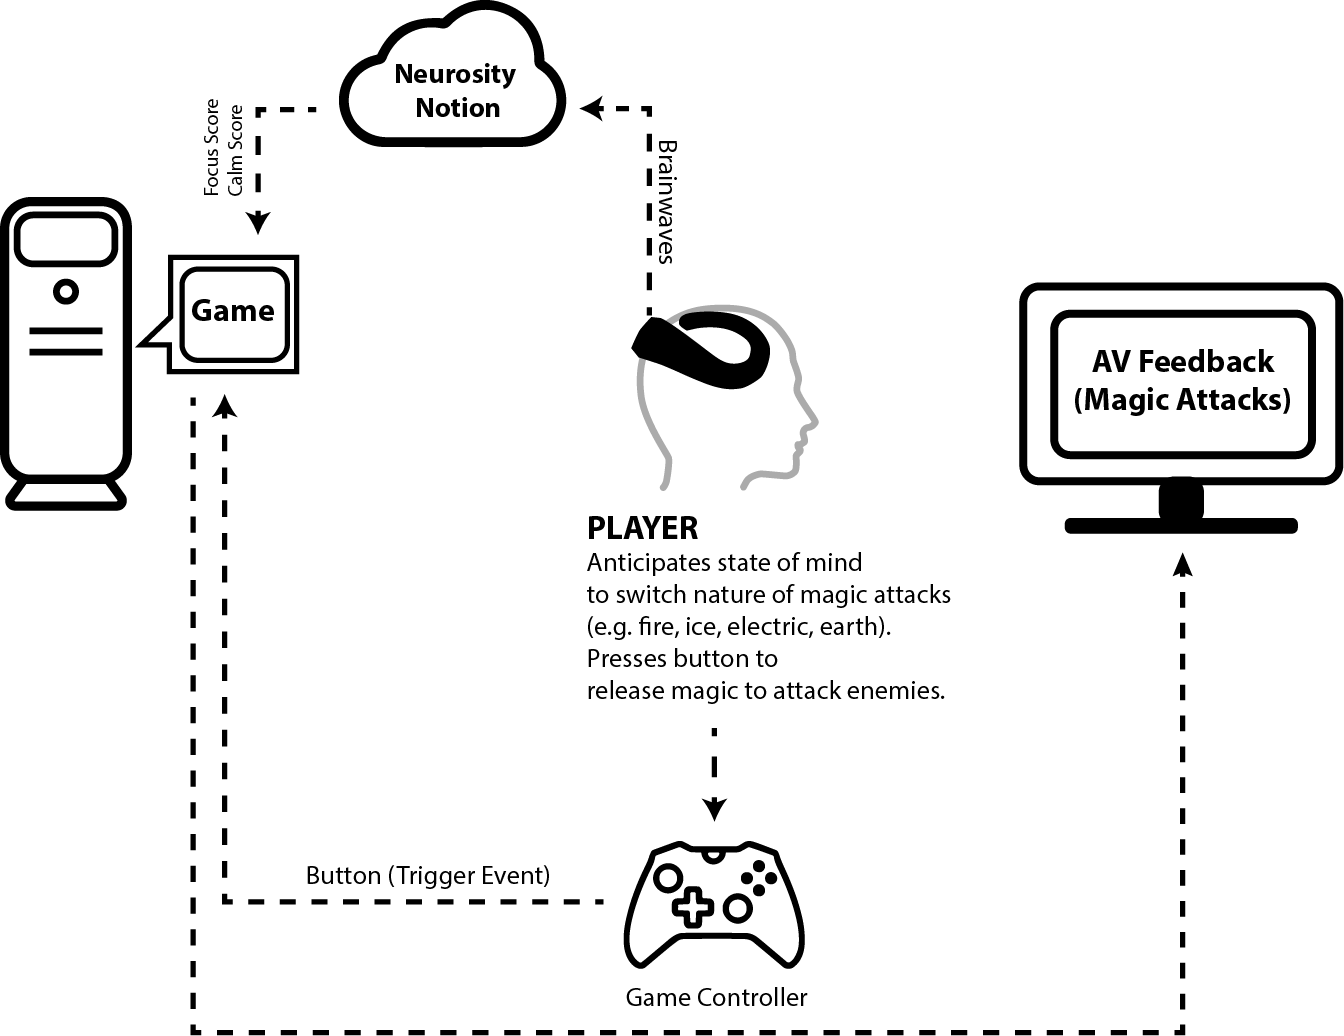 Neurosity
Notion
Focus Score
Calm Score
Brainwaves
Game
AV Feedback
(Magic Attacks)
PLAYER
Anticipates state of mind
to switch nature of magic attacks
(e.g. fire, ice, electric, earth).
Presses button to
release magic to attack enemies.
Button (Trigger Event)
Game Controller